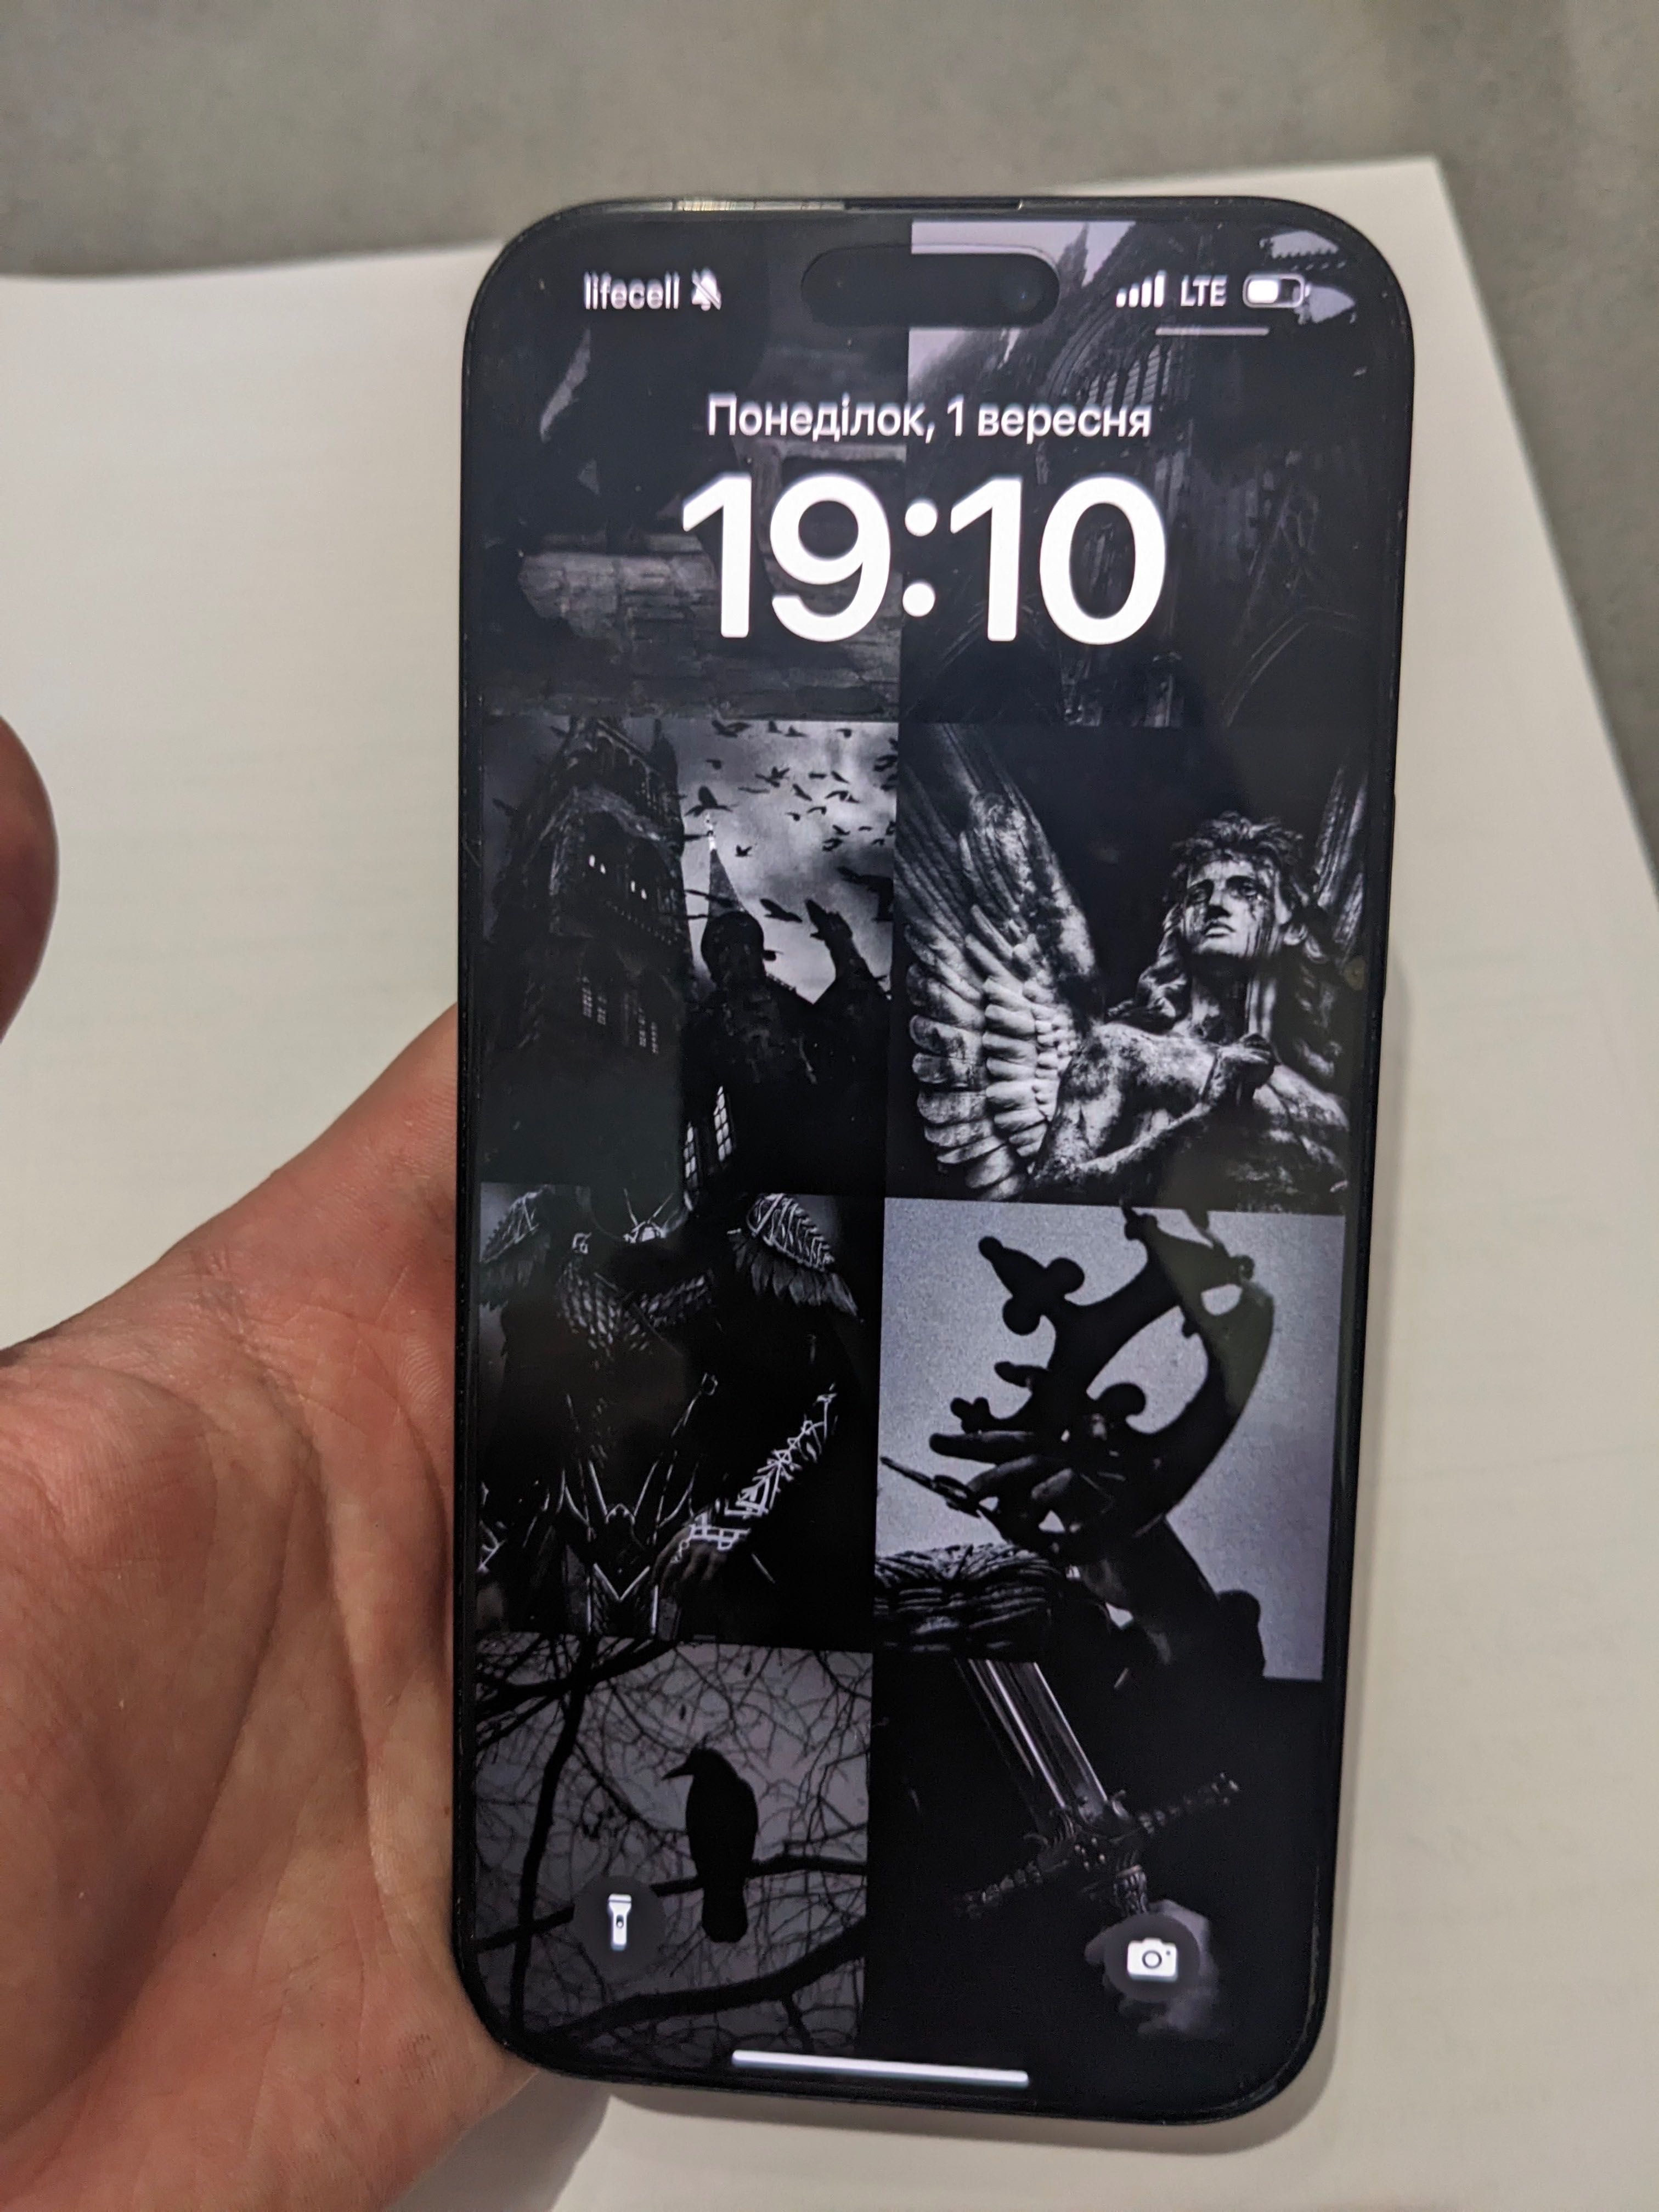 lifecell LTE
Понеділок, 1 вересня
19:10